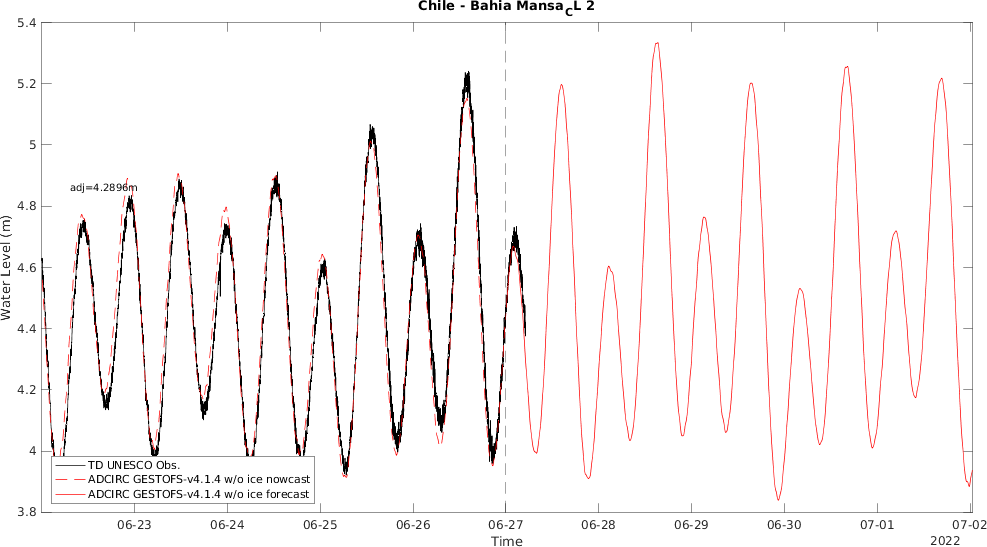 Chile - Bahia Mansa_CL 2
5.4
5.2
5
4.8
4.6
4.4
4.2
4
3.8
Water Level (m)
adj=4.2896m
TD UNESCO Obs.
ADCIRC GESTOFS-v4.1.4 w/o ice nowcast
ADCIRC GESTOFS-v4.1.4 w/o ice forecast
06-23 06-24 06-25 06-26 06-27 06-28 06-29 06-30 07-01 07-02
Time
2022